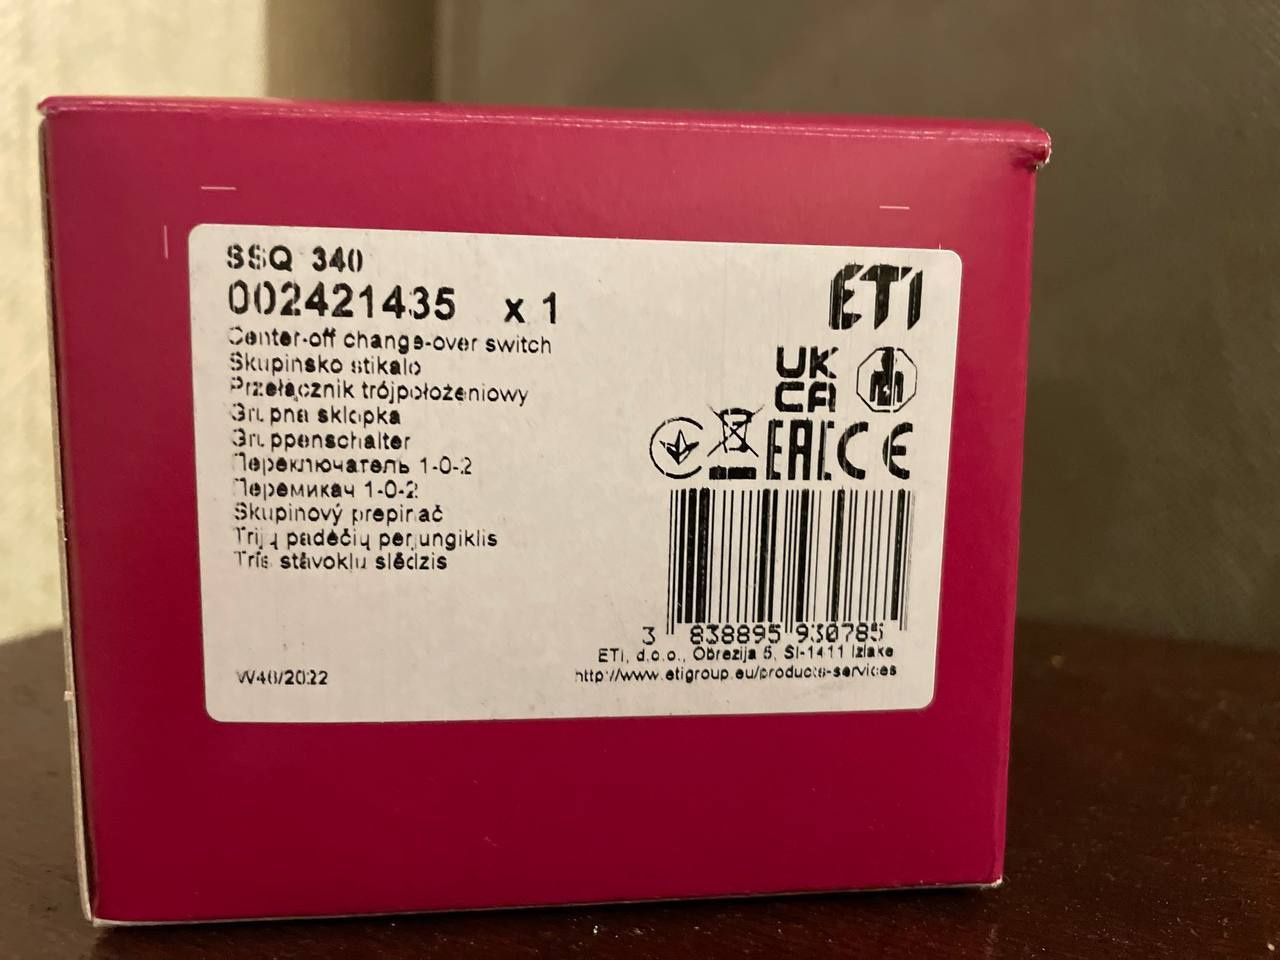 SSQ 340
002421435 x 1
Center-off change-over switch
Skupinsko stikalo
Przełącznik trójpołożeniowy
Grupna sklopka
Gruppenschalter
Переключатель 1-0-2
Перемикач 1-0-2
Skupinový prepínač
Trijų padėčių perjungiklis
Trīs stāvokļu slēdzis
W46/2022
ETI
UK
CA
EAC CE
3 838895 930785
ETI, d.o.o., Obrezija 5, SI-1411 Izlake
http://www.etigroup.eu/products-services